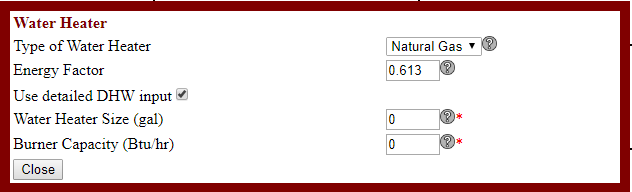 Water Heater
Type of Water Heater Natural Gas ?
Energy Factor 0.613 ?
Use detailed DHW input
Water Heater Size (gal) 0 ? *
Burner Capacity (Btu/hr) 0 ? *
Close